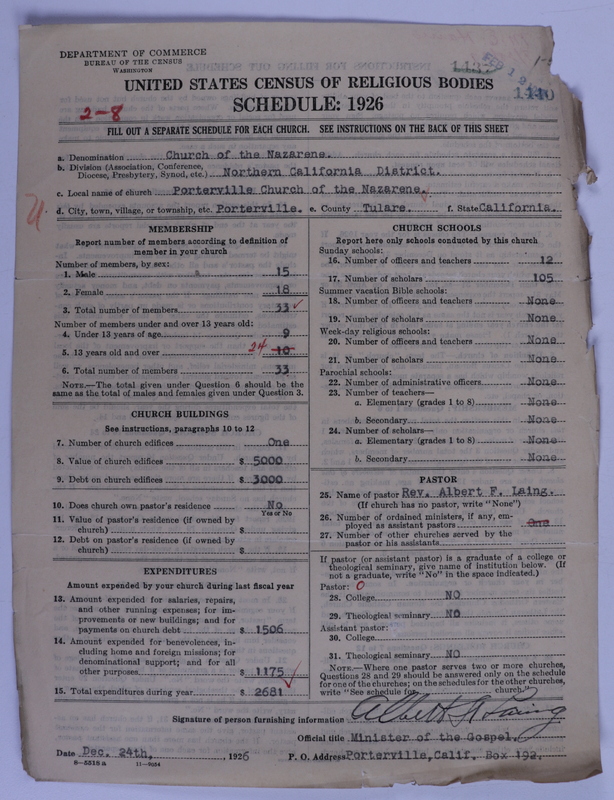 DEPARTMENT OF COMMERCE
BUREAU OF THE CENSUS
WASHINGTON
1137
FEB 1
1140
UNITED STATES CENSUS OF RELIGIOUS BODIES
SCHEDULE: 1926
2-8
FILL OUT A SEPARATE SCHEDULE FOR EACH CHURCH. SEE INSTRUCTIONS ON THE BACK OF THIS SHEET
a. Denomination Church of the Nazarene.
b. Division (Association, Conference, Diocese, Presbytery, Synod, etc.) Northern California District.
c. Local name of church Porterville Church of the Nazarene.
d. City, town, village, or township, etc. Porterville. e. County Tulare. f. State California.
MEMBERSHIP
Report number of members according to definition of
member in your church
Number of members by sex:
1. Male 15
2. Female 18
3. Total number of members 33
Number of members under and over 13 years old:
4. Under 13 years of age 9
5. 13 years old and over 24 10
6. Total number of members 33
NOTE.—The total given under Question 6 should be the
same as the total of males and females given under Question 3.
CHURCH BUILDINGS
See instructions, paragraphs 10 to 12
7. Number of church edifices One
8. Value of church edifices $ 5000
9. Debt on church edifices $ 3000
10. Does church own pastor's residence No
Yes or No
11. Value of pastor's residence (if owned by
church) $
12. Debt on pastor's residence (if owned by
church) $
EXPENDITURES
Amount expended by your church during last fiscal year
13. Amount expended for salaries, repairs,
and other running expenses; for im-
provements or new buildings; and for
payments on church debt $ 1506
14. Amount expended for benevolences, in-
cluding home and foreign missions; for
denominational support; and for all
other purposes $ 1175
15. Total expenditures during year $ 2681
CHURCH SCHOOLS
Report here only schools conducted by this church
Sunday schools:
16. Number of officers and teachers 12
17. Number of scholars 105
Summer vacation Bible schools:
18. Number of officers and teachers None
19. Number of scholars None
Week-day religious schools:
20. Number of officers and teachers None
21. Number of scholars None
Parochial schools:
22. Number of administrative officers None
23. Number of teachers—
a. Elementary (grades 1 to 8) None
b. Secondary None
24. Number of scholars—
a. Elementary (grades 1 to 8) None
b. Secondary None
PASTOR
25. Name of pastor Rev. Albert F. Laing.
(If church has no pastor, write "None")
26. Number of ordained ministers, if any, em-
ployed as assistant pastors One
27. Number of other churches served by the
pastor or his assistants
If pastor (or assistant pastor) is a graduate of a college or
theological seminary, give name of institution below. (If
not a graduate, write "No" in the space indicated.)
Pastor: 0
28. College NO
29. Theological seminary NO
Assistant pastor:
30. College
31. Theological seminary NO
NOTE.—Where one pastor serves two or more churches,
Questions 28 and 29 should be answered only on the schedule
for one of the churches; on the schedules for the other churches,
write "See schedule for church."
Signature of person furnishing information Albert F. Laing
Official title Minister of the Gospel.
Date Dec. 24th, 1926 P. O. Address Porterville, Calif. Box 192.
8-5518a 11-9054